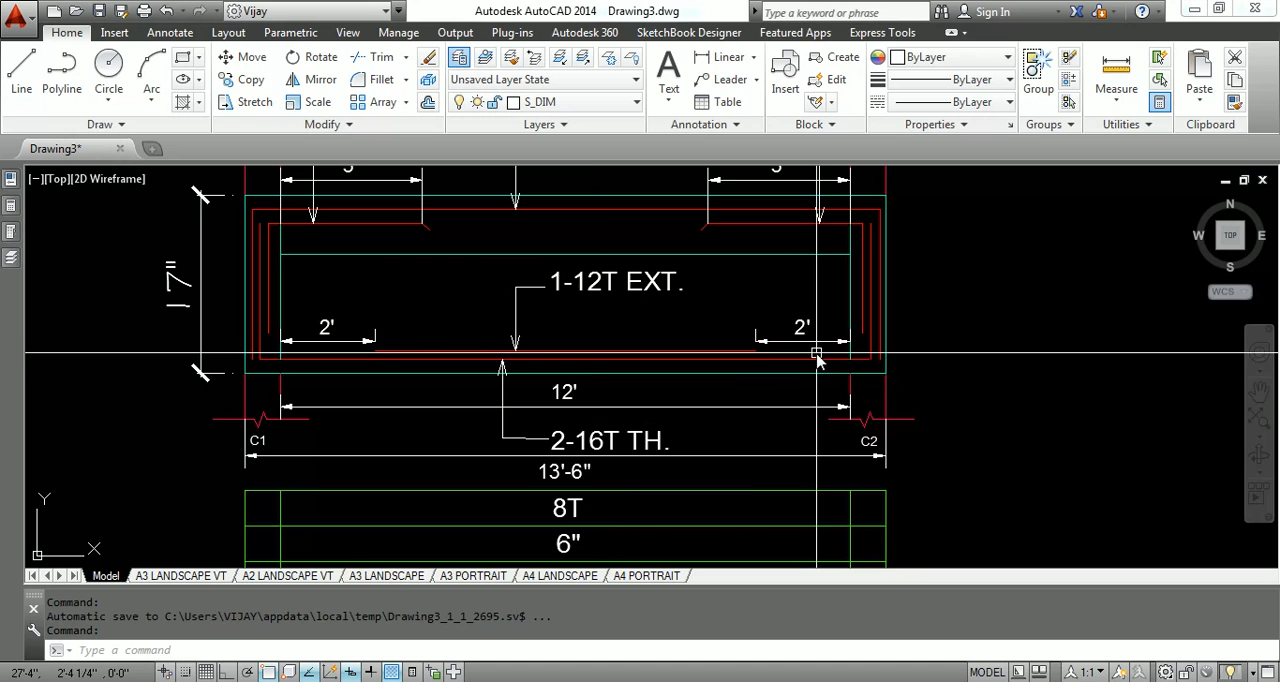 Vijay
Autodesk AutoCAD 2014 Drawing3.dwg
Type a keyword or phrase
Sign In
Home Insert Annotate Layout Parametric View Manage Output Plug-ins Autodesk 360 SketchBook Designer Featured Apps Express Tools
Line Polyline Circle Arc
Move Rotate Trim
Copy Mirror Fillet
Stretch Scale Array
Unsaved Layer State
S_DIM
Text
Linear
Leader
Table
Insert
Create
Edit
ByLayer
ByLayer
ByLayer
Group
Measure
Paste
Draw Modify Layers Annotation Block Properties Groups Utilities Clipboard
Drawing3*
[−][Top][2D Wireframe]
N
W TOP E
S
WCS
1'7"
1-12T EXT.
2' 2'
12'
C1 C2
2-16T TH.
13'-6"
8T
6"
Y
X
Model A3 LANDSCAPE VT A2 LANDSCAPE VT A3 LANDSCAPE A3 PORTRAIT A4 LANDSCAPE A4 PORTRAIT
Command:
Automatic save to C:\Users\VIJAY\appdata\local\temp\Drawing3_1_1_2695.sv$ ...
Command:
Type a command
27'-4", 2'-4 1/4", 0'-0"
MODEL
1:1